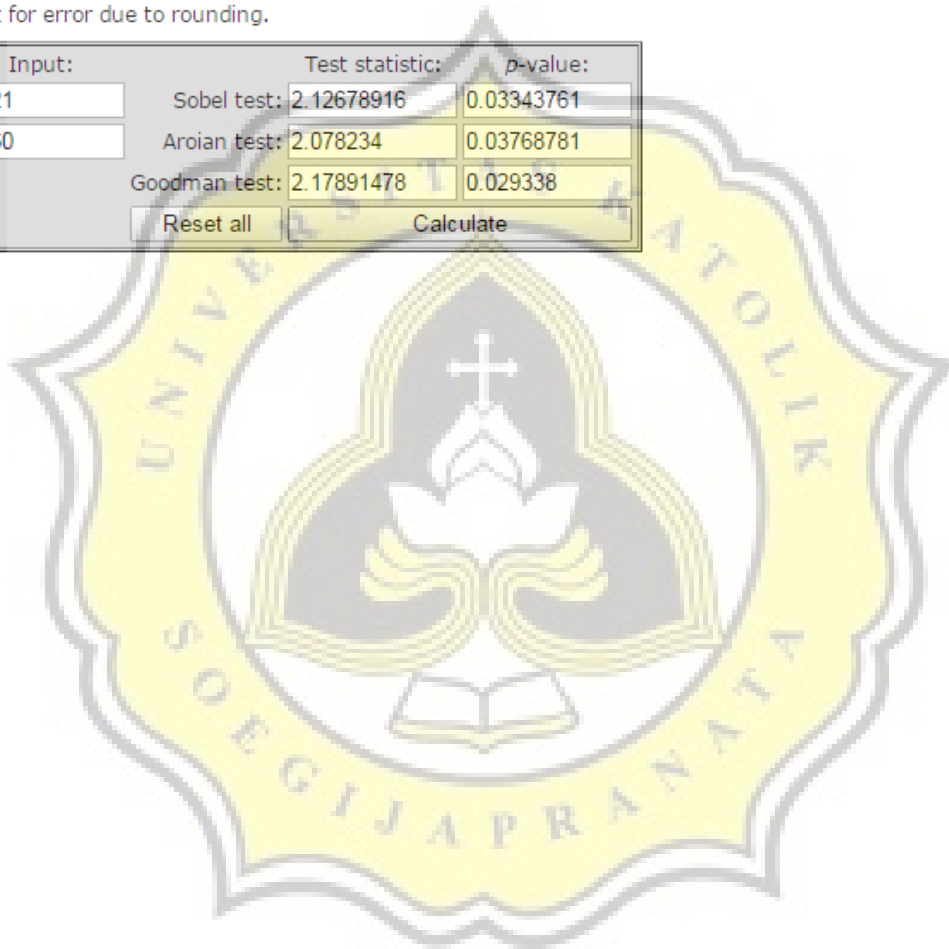 for error due to rounding.
Input: Test statistic: p-value:
21 Sobel test: 2.12678916 0.03343761
Aroian test: 2.078234 0.03768781
Goodman test: 2.17891478 0.029338
Reset all Calculate
UNIVERSITAS KATOLIK
SOEGIJAPRANATA